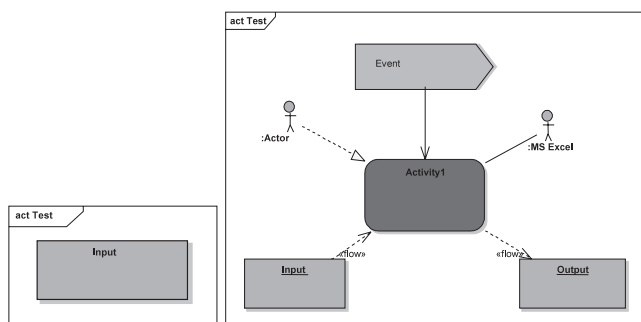 act Test
Input
act Test
Event
:Actor
:MS Excel
Activity1
«flow»
«flow»
Input
Output